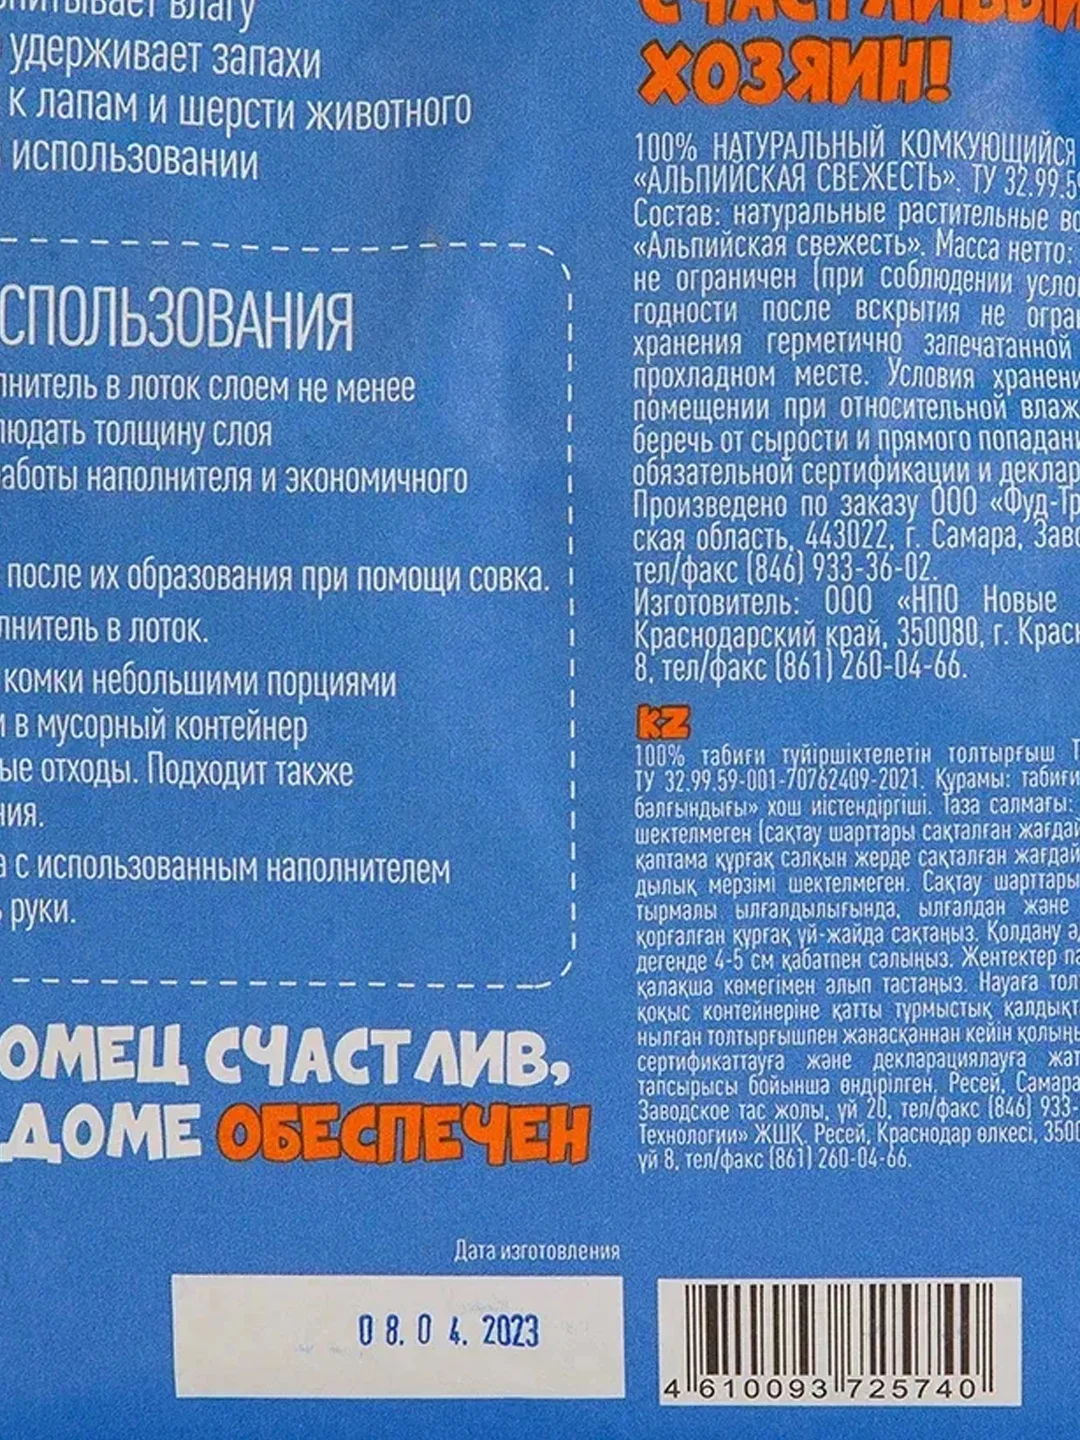 влагу
удерживает запахи
к лапам и шерсти животного
использовании
СПОЛЬЗОВАНИЯ
лнитель в лоток слоем не менее
людать толщину слоя
аботы наполнителя и экономичного
после их образования при помощи совка.
лнитель в лоток.
комки небольшими порциями
и в мусорный контейнер
ые отходы. Подходит также
ния.
а с использованным наполнителем
ь руки.
ОМЕЦ СЧАСТЛИВ,
ДОМЕ ОБЕСПЕЧЕН
СЧАСТЛИВЫЙ
ХОЗЯИН!
100% НАТУРАЛЬНЫЙ КОМКУЮЩИЙСЯ
«АЛЬПИЙСКАЯ СВЕЖЕСТЬ». ТУ 32.99.59
Состав: натуральные растительные во
«Альпийская свежесть». Масса нетто:
не ограничен (при соблюдении усло
годности после вскрытия не огра
хранения герметично запечатанной
прохладном месте. Условия хранени
помещении при относительной влаж
беречь от сырости и прямого попадан
обязательной сертификации и деклар
Произведено по заказу ООО «Фуд-Тр
ская область, 443022, г. Самара, Заво
тел/факс (846) 933-36-02.
Изготовитель: ООО «НПО Новые
Краснодарский край, 350080, г. Крас
8, тел/факс (861) 260-04-66.
KZ
100% табиғи түйіршіктелетін толтырғыш Т
ТУ 32.99.59-001-70762409-2021. Құрамы: табиғи
балғындығы» хош иістендіргіші. Таза салмағы:
шектелмеген (сақтау шарттары сақталған жағдай
қаптама құрғақ салқын жерде сақталған жағдай
дылық мерзімі шектелмеген. Сақтау шарттары
тырмалы ылғалдылығында, ылғалдан және
қорғалған құрғақ үй-жайда сақтаңыз. Қолдану ә
дегенде 4-5 см қабатпен салыңыз. Жентектер па
қалақша көмегімен алып тастаңыз. Науаға тол
қоқыс контейнеріне қатты тұрмыстық қалдықт
нылған толтырғышпен жанасқаннан кейін қолың
сертификаттауға және декларациялауға жат
тапсырысы бойынша өндірілген. Ресей, Самара
Заводское тас жолы, үй 20, тел/факс (846) 933-
Технологии» ЖШҚ, Ресей, Краснодар өлкесі, 3500
үй 8, тел/факс (861) 260-04-66.
Дата изготовления
08.04.2023
4 610093 725740